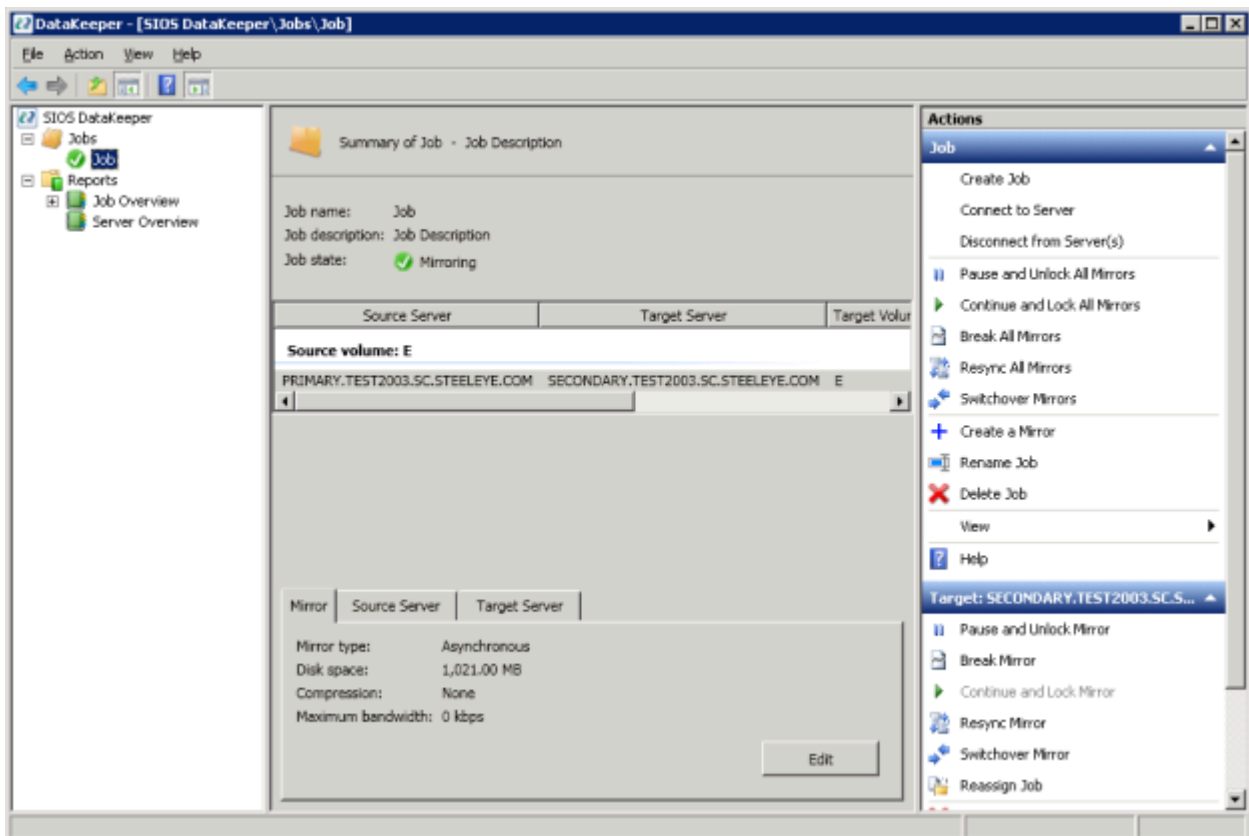 DataKeeper - [SIOS DataKeeper\Jobs\Job]
File Action View Help
SIOS DataKeeper
Jobs
Job
Reports
Job Overview
Server Overview
Summary of Job - Job Description
Job name: Job
Job description: Job Description
Job state: Mirroring
Source Server Target Server Target Volur
Source volume: E
PRIMARY.TEST2003.SC.STEELEYE.COM SECONDARY.TEST2003.SC.STEELEYE.COM E
Mirror Source Server Target Server
Mirror type: Asynchronous
Disk space: 1,021.00 MB
Compression: None
Maximum bandwidth: 0 kbps
Edit
Actions
Job
Create Job
Connect to Server
Disconnect from Server(s)
Pause and Unlock All Mirrors
Continue and Lock All Mirrors
Break All Mirrors
Resync All Mirrors
Switchover Mirrors
Create a Mirror
Rename Job
Delete Job
View
Help
Target: SECONDARY.TEST2003.SC.S...
Pause and Unlock Mirror
Break Mirror
Continue and Lock Mirror
Resync Mirror
Switchover Mirror
Reassign Job